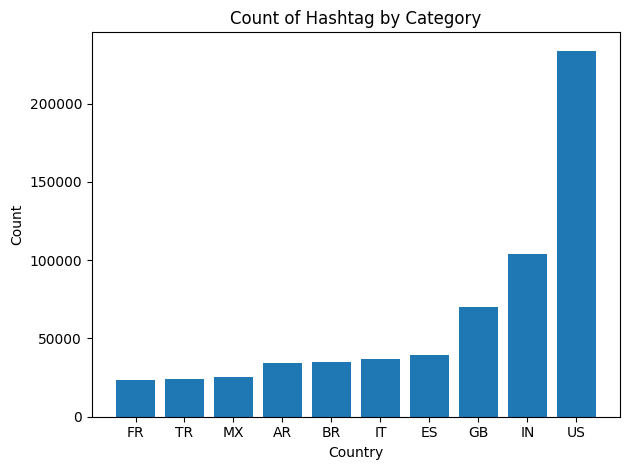 Count of Hashtag by Category
200000
150000
100000
50000
0
Count
FR TR MX AR BR IT ES GB IN US
Country